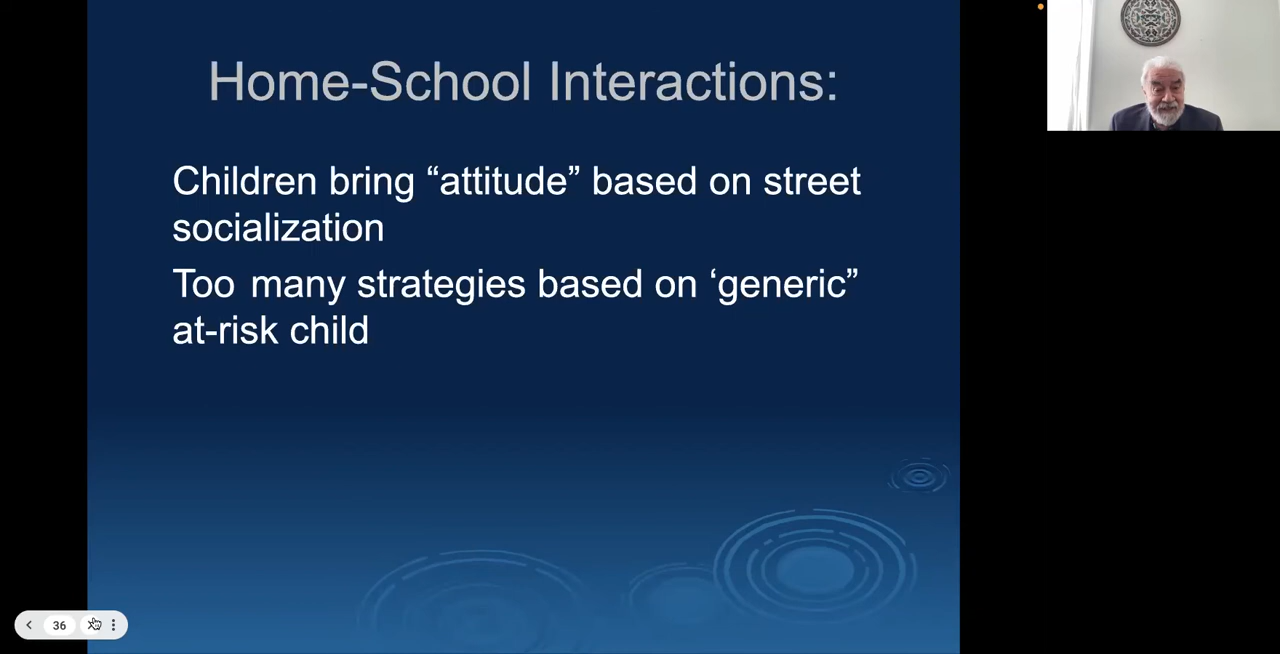 Home-School Interactions:
Children bring “attitude” based on street
socialization
Too many strategies based on ‘generic”
at-risk child
36